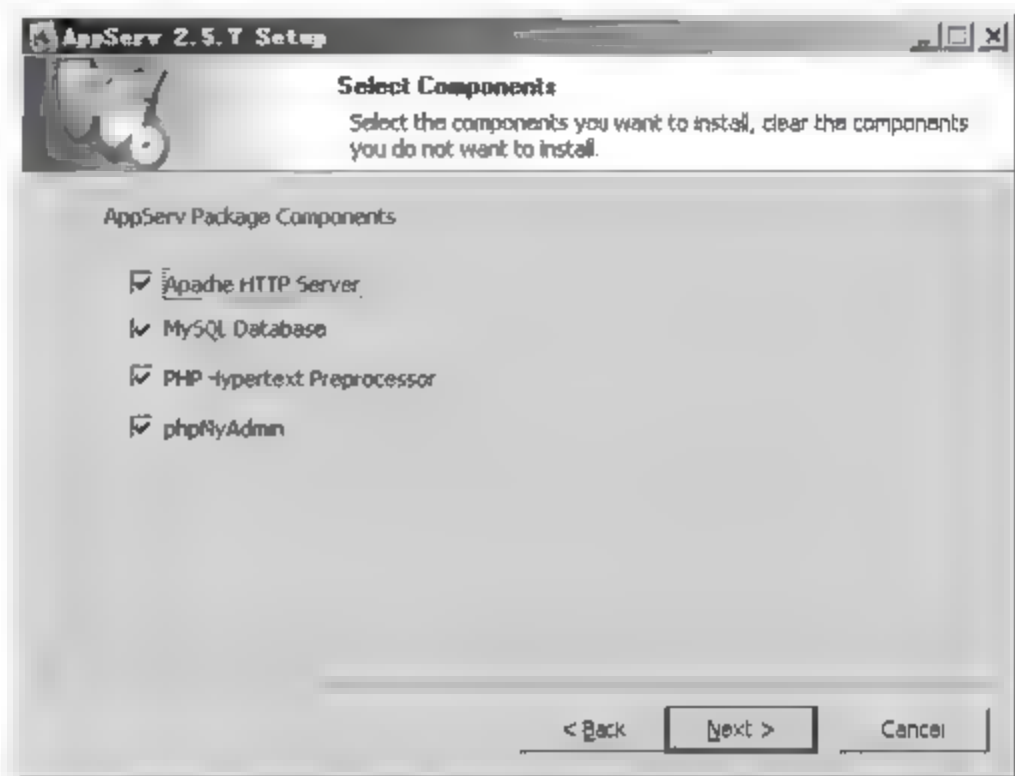 AppServ 2.5.7 Setup
Select Components
Select the components you want to install, clear the components
you do not want to install.
AppServ Package Components
Apache HTTP Server
MySQL Database
PHP Hypertext Preprocessor
phpMyAdmin
< Back
Next >
Cancel